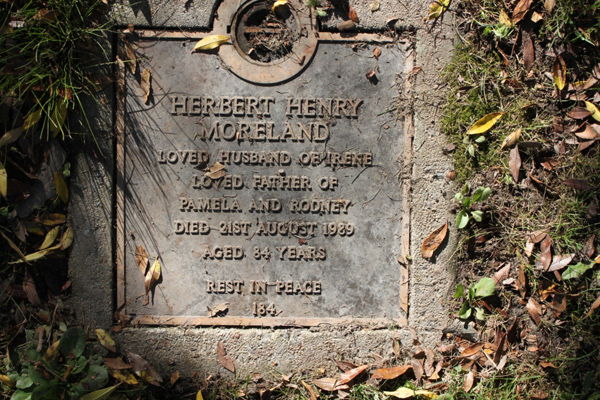 HERBERT HENRY
MORELAND
LOVED HUSBAND OF IRENE
LOVED FATHER OF
PAMELA AND RODNEY
DIED 21ST AUGUST 1989
AGED 84 YEARS
REST IN PEACE
184